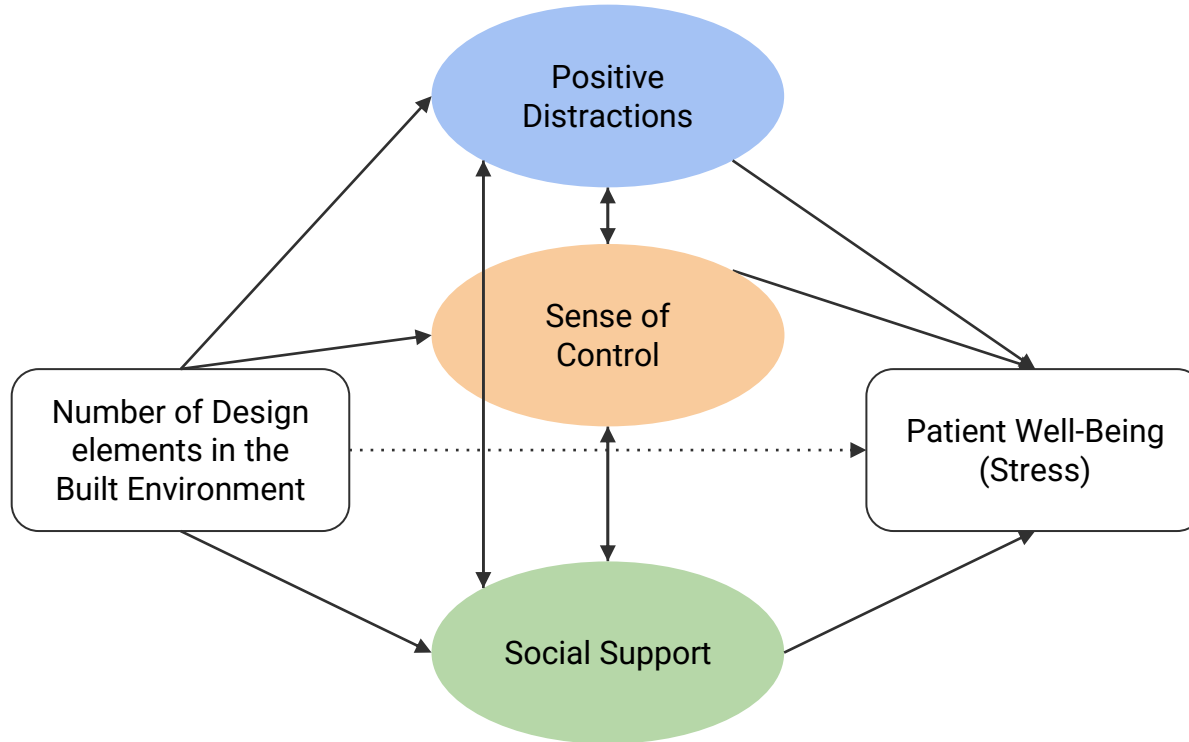 Positive
Distractions
Sense of
Control
Number of Design
elements in the
Built Environment
Patient Well-Being
(Stress)
Social Support